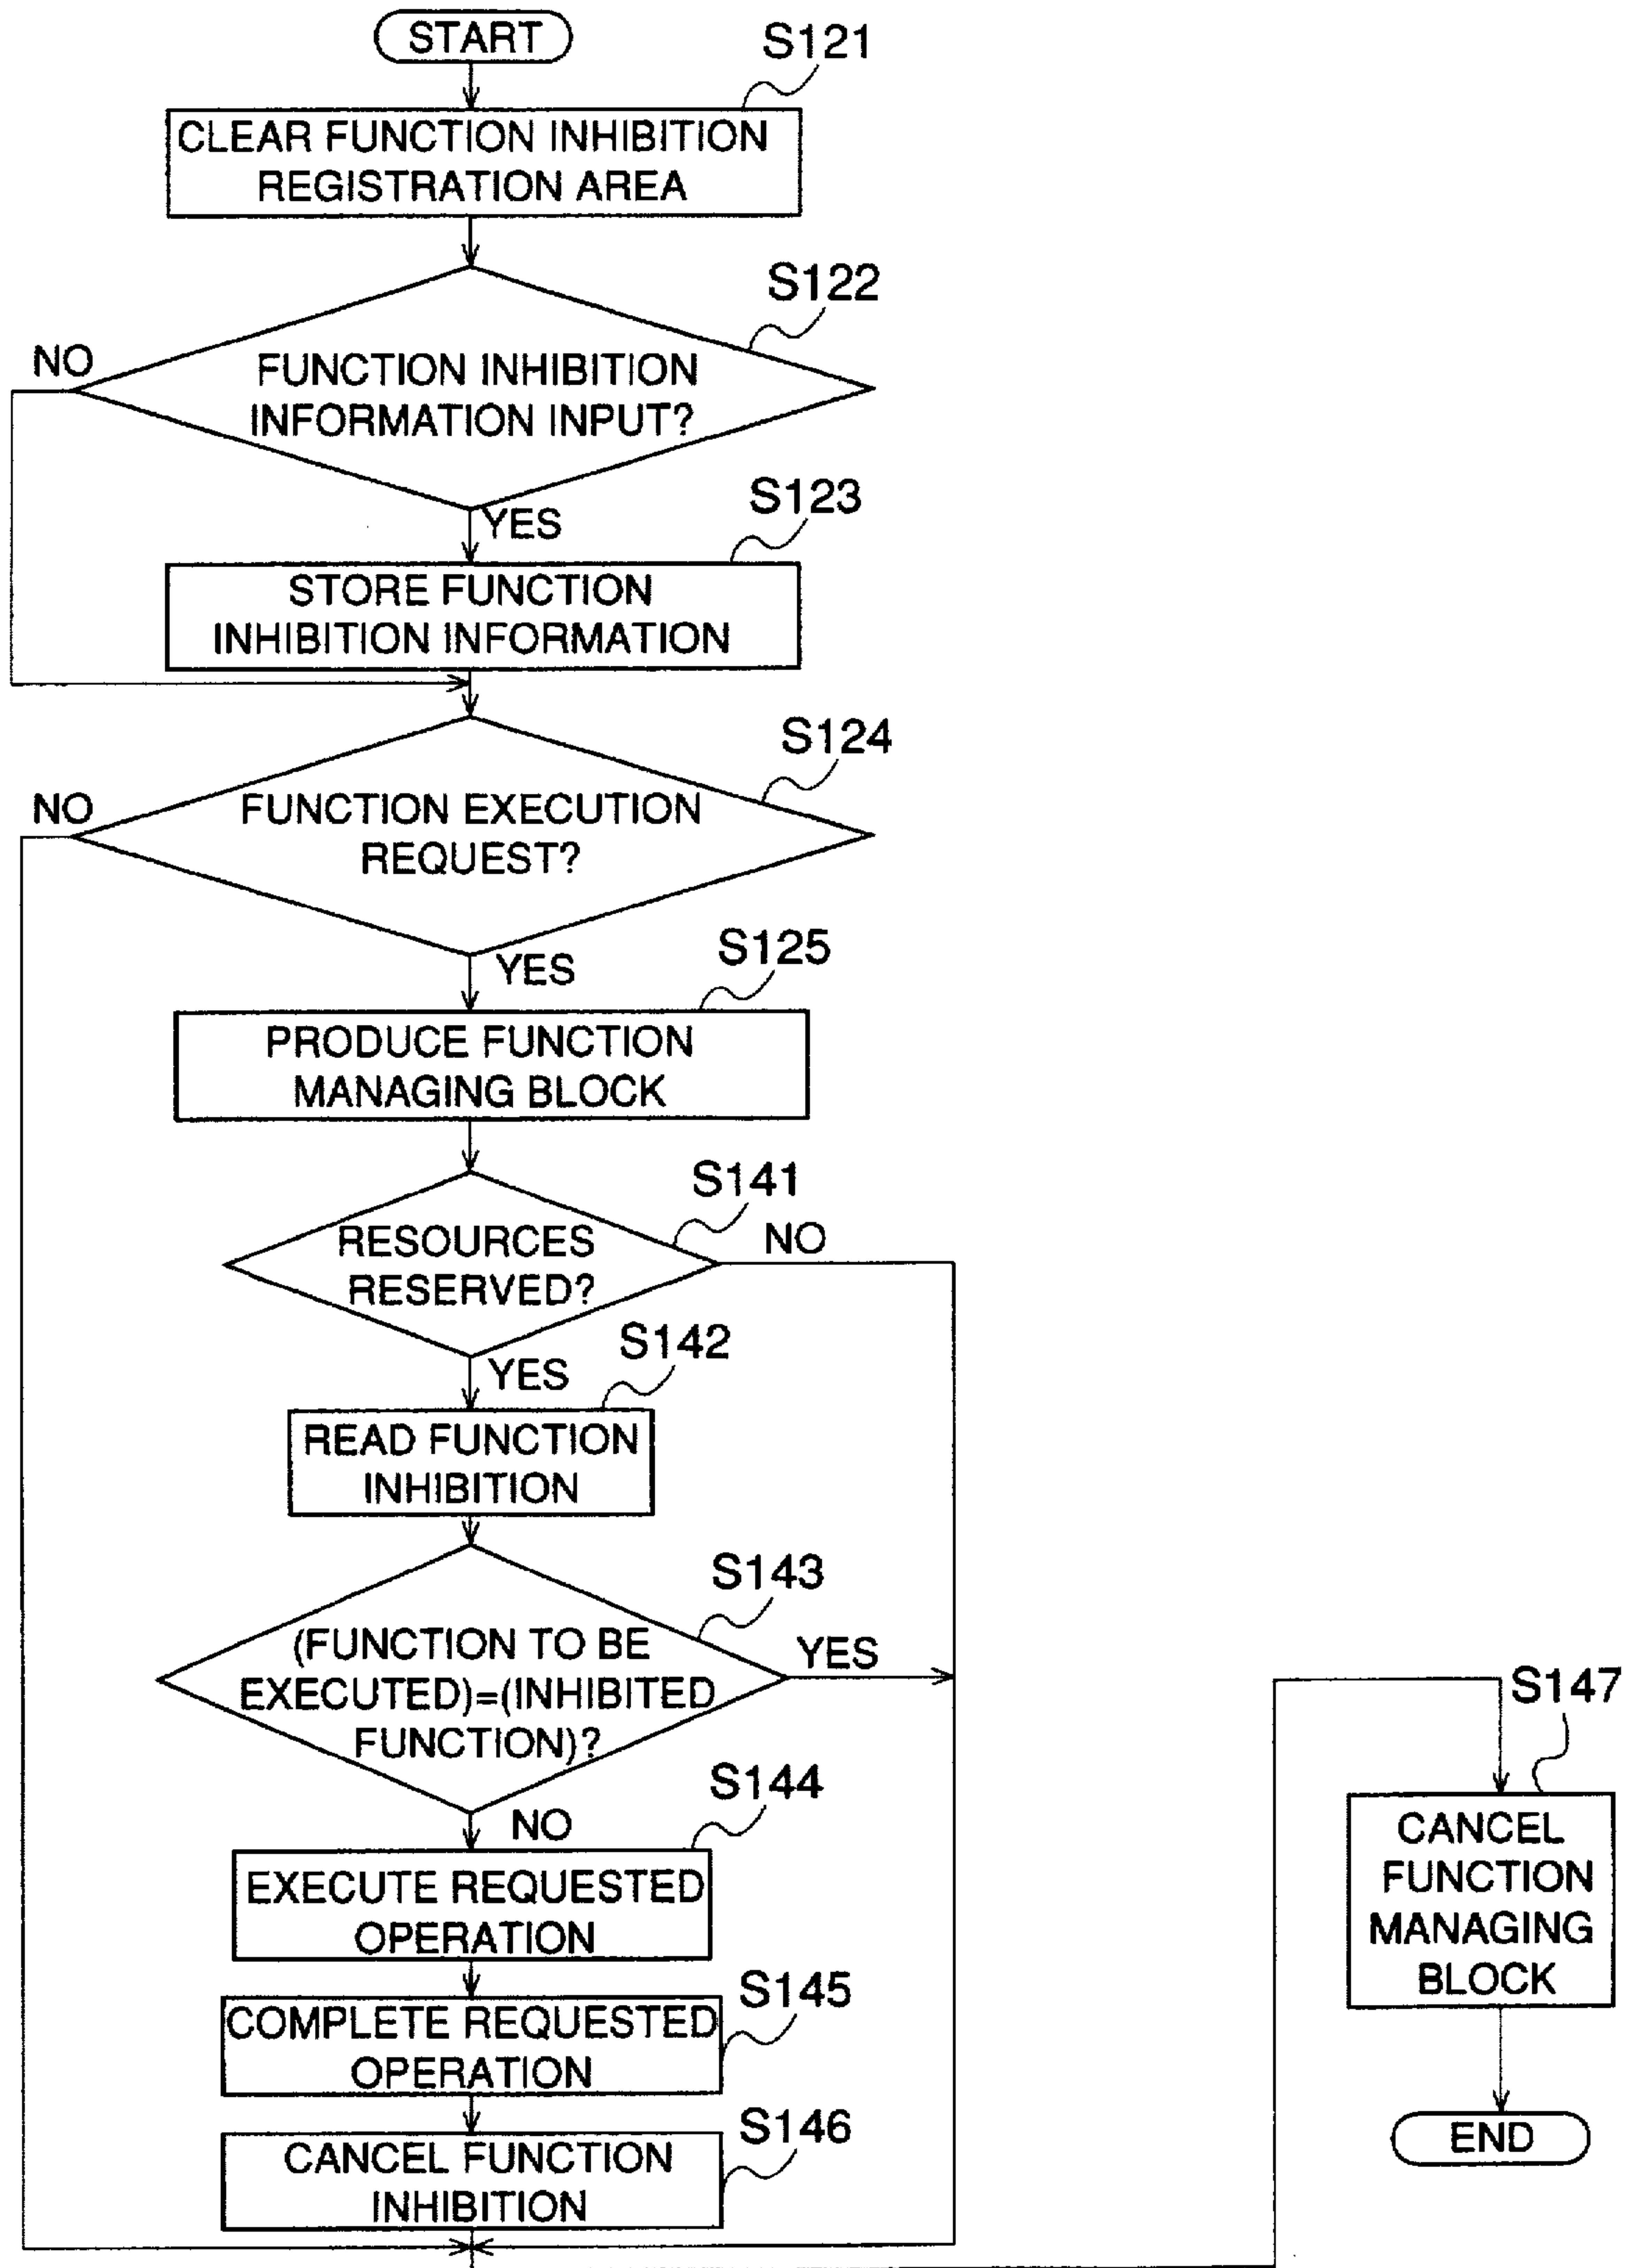 START
S121
CLEAR FUNCTION INHIBITION
REGISTRATION AREA
S122
NO
FUNCTION INHIBITION
INFORMATION INPUT?
S123
YES
STORE FUNCTION
INHIBITION INFORMATION
S124
NO
FUNCTION EXECUTION
REQUEST?
S125
YES
PRODUCE FUNCTION
MANAGING BLOCK
S141
NO
RESOURCES
RESERVED?
S142
YES
READ FUNCTION
INHIBITION
S143
(FUNCTION TO BE
EXECUTED)=(INHIBITED
FUNCTION)?
YES
S144
NO
EXECUTE REQUESTED
OPERATION
S145
COMPLETE REQUESTED
OPERATION
S146
CANCEL FUNCTION
INHIBITION
S147
CANCEL
FUNCTION
MANAGING
BLOCK
END